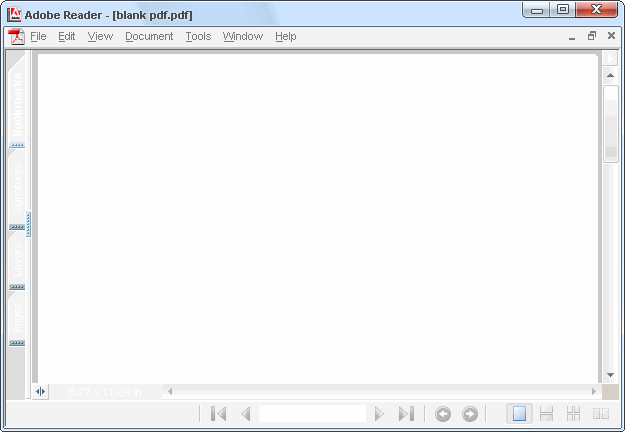 Adobe Reader - [blank pdf.pdf]
File Edit View Document Tools Window Help
Bookmarks
Signatures
Layers
Pages
8.27 x 11.69 in